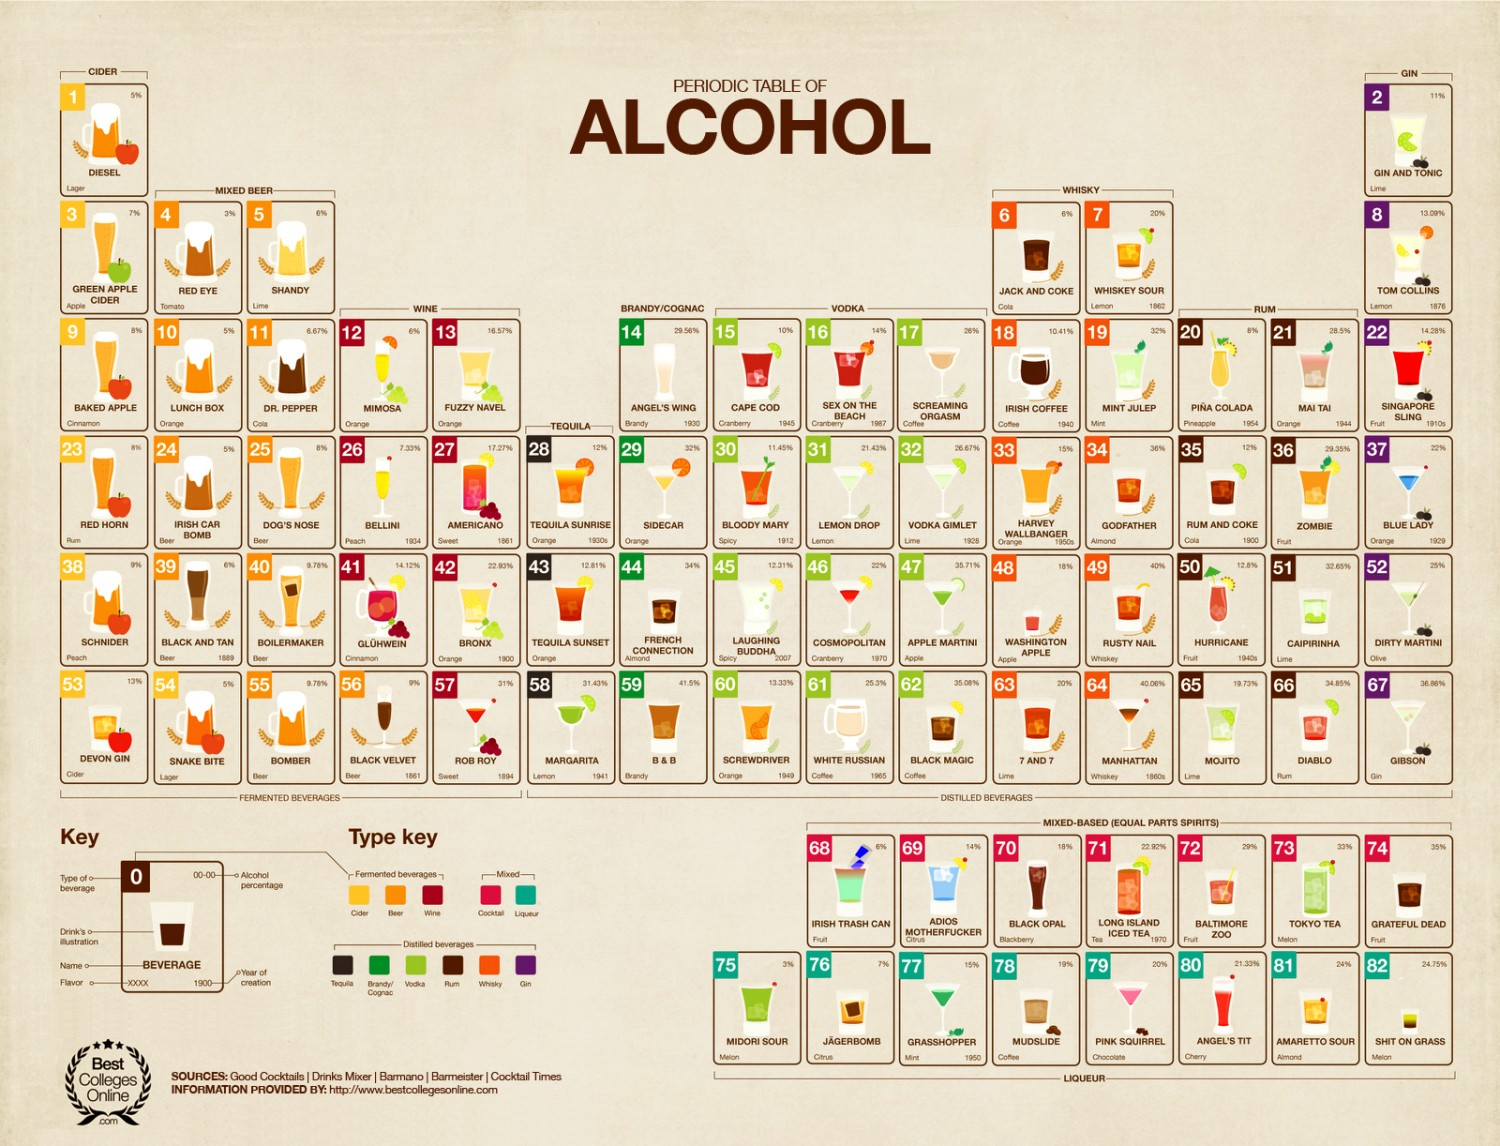 PERIODIC TABLE OF
ALCOHOL
CIDER
GIN
1
5%
DIESEL
Lager
2
11%
GIN AND TONIC
Lime
MIXED BEER
WHISKY
3
7%
GREEN APPLE
CIDER
Apple
4
3%
RED EYE
Tomato
5
6%
SHANDY
Lime
6
6%
JACK AND COKE
Cola
7
20%
WHISKEY SOUR
Lemon 1862
8
13.09%
TOM COLLINS
Lemon 1876
WINE
BRANDY/COGNAC
VODKA
RUM
9
8%
BAKED APPLE
Cinnamon
10
5%
LUNCH BOX
Orange
11
6.67%
DR. PEPPER
Cola
12
6%
MIMOSA
Orange
13
16.57%
FUZZY NAVEL
Orange
14
29.56%
ANGEL'S WING
Brandy 1930
15
10%
CAPE COD
Cranberry 1945
16
14%
SEX ON THE
BEACH
Cranberry 1987
17
26%
SCREAMING
ORGASM
Coffee
18
10.41%
IRISH COFFEE
Coffee 1940
19
32%
MINT JULEP
Mint
20
8%
PIÑA COLADA
Pineapple 1954
21
28.5%
MAI TAI
Orange 1944
22
14.28%
SINGAPORE
SLING
Fruit 1910s
TEQUILA
23
8%
RED HORN
Rum
24
5%
IRISH CAR
BOMB
Beer
25
8%
DOG'S NOSE
Beer
26
7.33%
BELLINI
Peach 1934
27
17.27%
AMERICANO
Sweet 1861
28
12%
TEQUILA SUNRISE
Orange 1930s
29
32%
SIDECAR
Orange
30
11.45%
BLOODY MARY
Spicy 1912
31
21.43%
LEMON DROP
Lemon
32
26.67%
VODKA GIMLET
Lime 1928
33
15%
HARVEY
WALLBANGER
Orange 1950s
34
36%
GODFATHER
Almond
35
12%
RUM AND COKE
Cola 1900
36
29.35%
ZOMBIE
Fruit
37
22%
BLUE LADY
Orange 1929
38
9%
SCHNIDER
Peach
39
6%
BLACK AND TAN
Beer 1889
40
9.78%
BOILERMAKER
Beer
41
14.12%
GLÜHWEIN
Cinnamon
42
22.93%
BRONX
Orange 1900
43
12.81%
TEQUILA SUNSET
Orange
44
34%
FRENCH
CONNECTION
Almond
45
12.31%
LAUGHING
BUDDHA
Spicy 2007
46
22%
COSMOPOLITAN
Cranberry 1970
47
35.71%
APPLE MARTINI
Apple
48
18%
WASHINGTON
APPLE
Apple
49
40%
RUSTY NAIL
Whiskey
50
12.8%
HURRICANE
Fruit 1940s
51
32.65%
CAIPIRINHA
Lime
52
25%
DIRTY MARTINI
Olive
53
13%
DEVON GIN
Cider
54
5%
SNAKE BITE
Lager
55
9.78%
BOMBER
Beer
56
9%
BLACK VELVET
Beer 1861
57
31%
ROB ROY
Sweet 1894
58
31.43%
MARGARITA
Lemon 1941
59
41.5%
B & B
Brandy
60
13.33%
SCREWDRIVER
Orange 1949
61
25.3%
WHITE RUSSIAN
Coffee 1965
62
35.08%
BLACK MAGIC
Coffee
63
20%
7 AND 7
Lime
64
40.06%
MANHATTAN
Whiskey 1860s
65
19.73%
MOJITO
Lime
66
34.85%
DIABLO
Rum
67
36.86%
GIBSON
Gin
FERMENTED BEVERAGES
DISTILLED BEVERAGES
MIXED-BASED (EQUAL PARTS SPIRITS)
68
6%
IRISH TRASH CAN
Fruit
69
14%
ADIOS
MOTHERFUCKER
Citrus
70
18%
BLACK OPAL
Blackberry
71
22.92%
LONG ISLAND
ICED TEA
Tea 1970
72
29%
BALTIMORE
ZOO
Fruit
73
33%
TOKYO TEA
Melon
74
35%
GRATEFUL DEAD
Fruit
75
3%
MIDORI SOUR
Melon
76
7%
JÄGERBOMB
Citrus
77
15%
GRASSHOPPER
Mint 1950
78
19%
MUDSLIDE
Coffee
79
20%
PINK SQUIRREL
Chocolate
80
21.33%
ANGEL'S TIT
Cherry
81
24%
AMARETTO SOUR
Almond
82
24.75%
SHIT ON GRASS
Melon
LIQUEUR
Key
Type of
beverage
0
00-00
Alcohol
percentage
Drink's
illustration
Name
BEVERAGE
Flavor
XXXX 1900
Year of
creation
Type key
Fermented beverages
Cider Beer Wine
Mixed
Cocktail Liqueur
Distilled beverages
Tequila Brandy/
Cognac Vodka Rum Whisky Gin
Best
Colleges
Online
.com
SOURCES: Good Cocktails | Drinks Mixer | Barmano | Barmeister | Cocktail Times
INFORMATION PROVIDED BY: http://www.bestcollegesonline.com